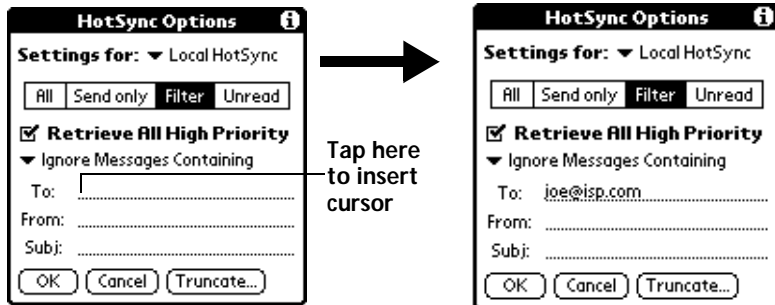 HotSync Options
Settings for: Local HotSync
All Send only Filter Unread
Retrieve All High Priority
Ignore Messages Containing
To:
From:
Subj:
OK Cancel Truncate...
Tap here
to insert
cursor
HotSync Options
Settings for: Local HotSync
All Send only Filter Unread
Retrieve All High Priority
Ignore Messages Containing
To: joe@isp.com
From:
Subj:
OK Cancel Truncate...